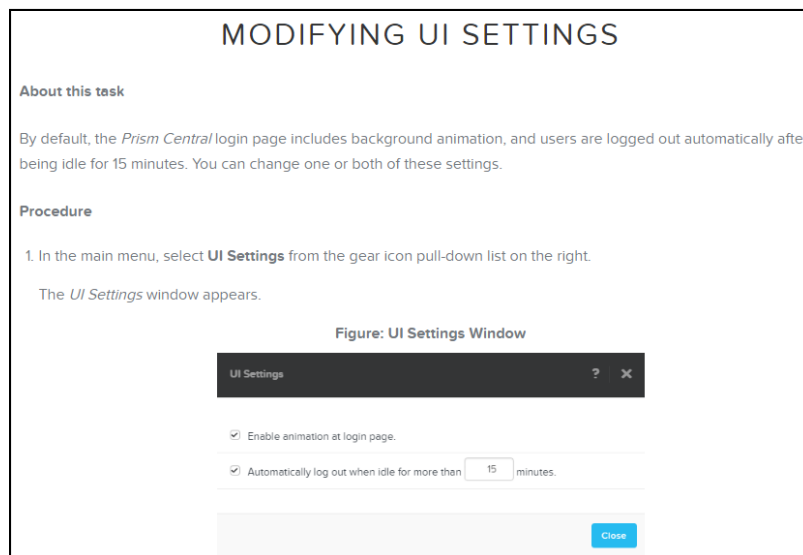 MODIFYING UI SETTINGS
About this task
By default, the Prism Central login page includes background animation, and users are logged out automatically afte
being idle for 15 minutes. You can change one or both of these settings.
Procedure
1. In the main menu, select UI Settings from the gear icon pull-down list on the right.
The UI Settings window appears.
Figure: UI Settings Window
UI Settings ? ×
Enable animation at login page.
Automatically log out when idle for more than 15 minutes.
Close